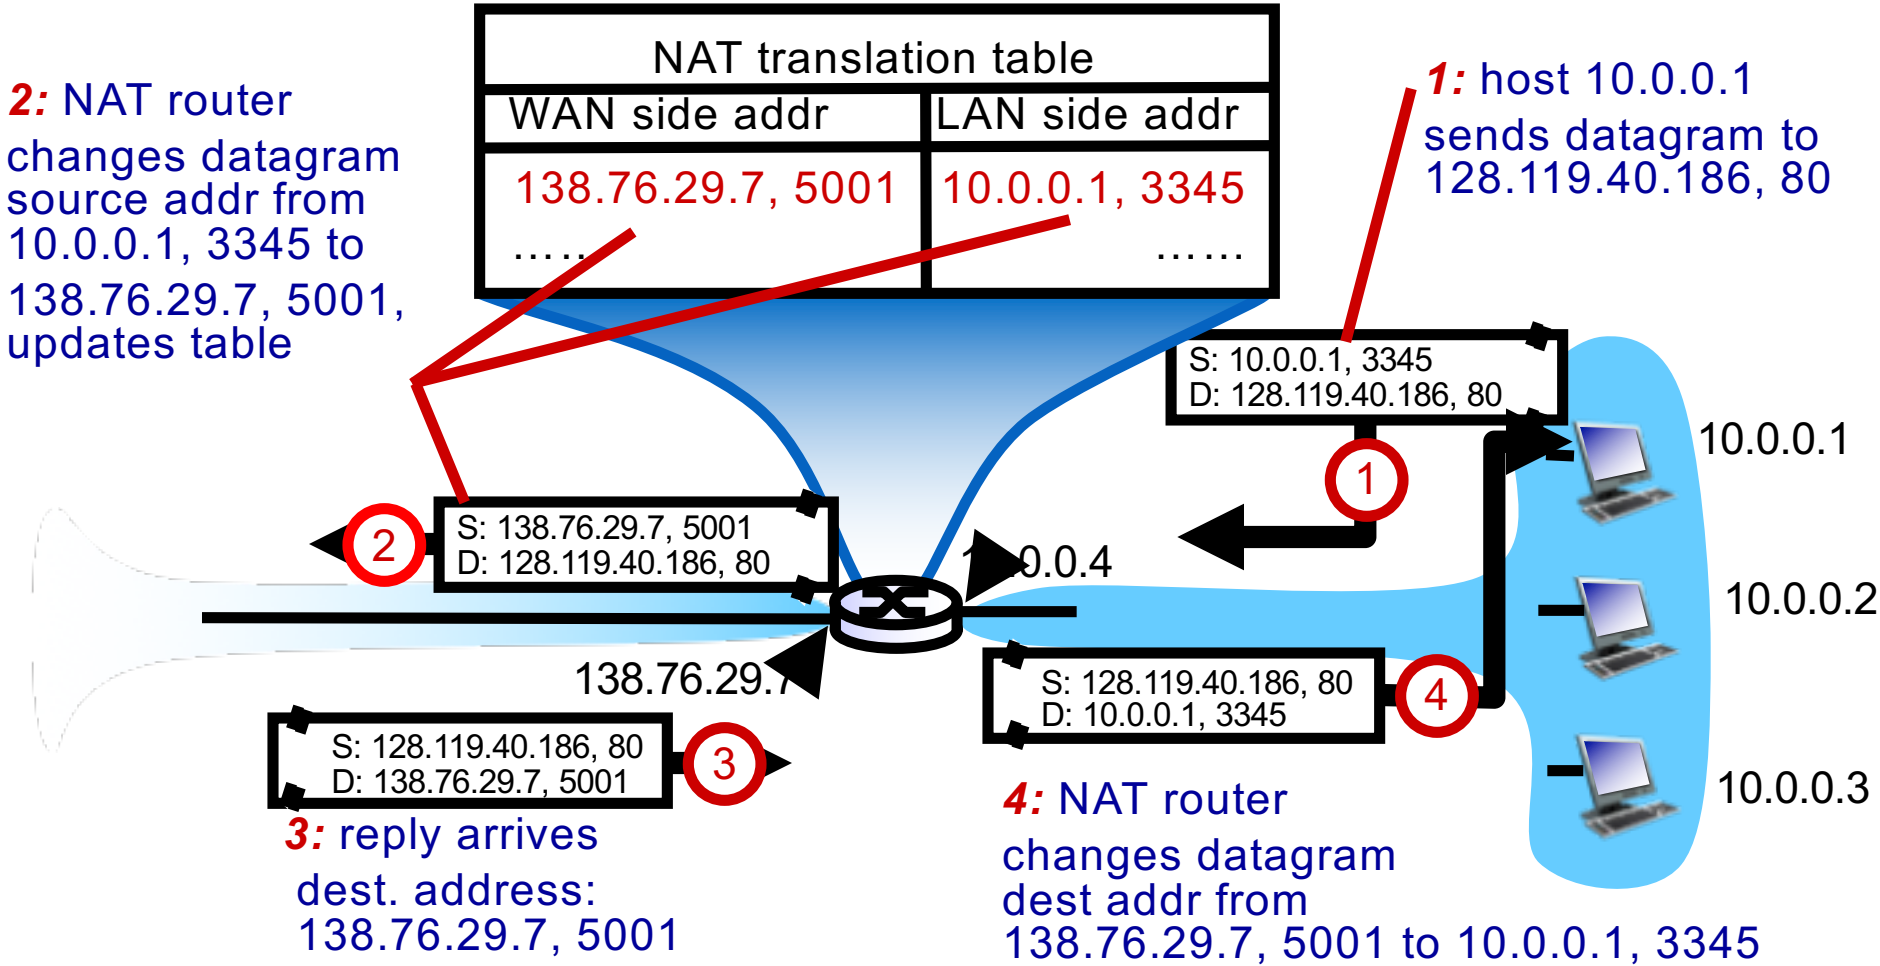 NAT translation table
WAN side addr
LAN side addr
138.76.29.7, 5001
10.0.0.1, 3345
……
……
2: NAT router
changes datagram
source addr from
10.0.0.1, 3345 to
138.76.29.7, 5001,
updates table
1: host 10.0.0.1
sends datagram to
128.119.40.186, 80
S: 10.0.0.1, 3345
D: 128.119.40.186, 80
1
10.0.0.1
S: 138.76.29.7, 5001
D: 128.119.40.186, 80
2
10.0.0.4
10.0.0.2
138.76.29.7
S: 128.119.40.186, 80
D: 10.0.0.1, 3345
4
S: 128.119.40.186, 80
D: 138.76.29.7, 5001
3
10.0.0.3
3: reply arrives
dest. address:
138.76.29.7, 5001
4: NAT router
changes datagram
dest addr from
138.76.29.7, 5001 to 10.0.0.1, 3345